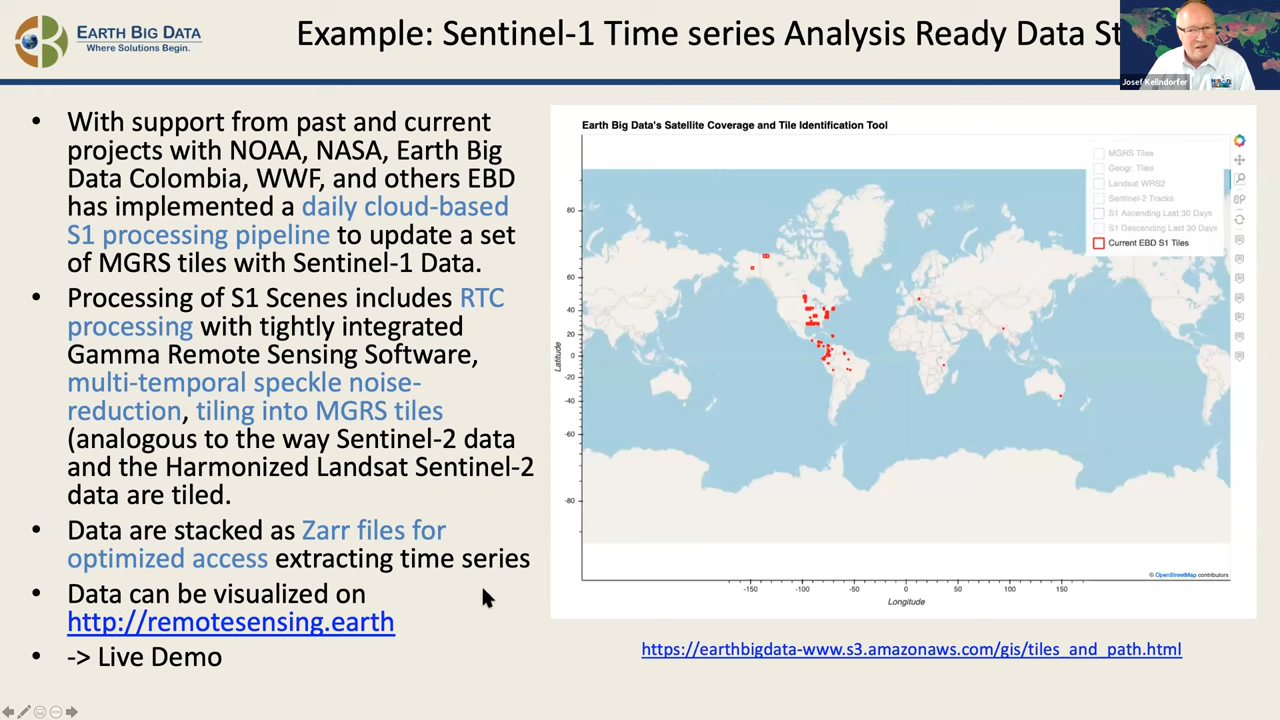 EARTH BIG DATA
Where Solutions Begin.
Example: Sentinel-1 Time series Analysis Ready Data St
Josef Kellndorfer
• With support from past and current
projects with NOAA, NASA, Earth Big
Data Colombia, WWF, and others EBD
has implemented a daily cloud-based
S1 processing pipeline to update a set
of MGRS tiles with Sentinel-1 Data.
• Processing of S1 Scenes includes RTC
processing with tightly integrated
Gamma Remote Sensing Software,
multi-temporal speckle noise-
reduction, tiling into MGRS tiles
(analogous to the way Sentinel-2 data
and the Harmonized Landsat Sentinel-2
data are tiled.
• Data are stacked as Zarr files for
optimized access extracting time series
• Data can be visualized on
http://remotesensing.earth
• -> Live Demo
Earth Big Data's Satellite Coverage and Tile Identification Tool
MGRS Tiles
Geogr. Tiles
Landsat WRS2
Sentinel-2 Tracks
S1 Ascending Last 30 Days
S1 Descending Last 30 Days
Current EBD S1 Tiles
Latitude
80
60
40
20
0
-20
-40
-60
-80
-150
-100
-50
0
50
100
150
Longitude
© OpenStreetMap contributors
https://earthbigdata-www.s3.amazonaws.com/gis/tiles_and_path.html